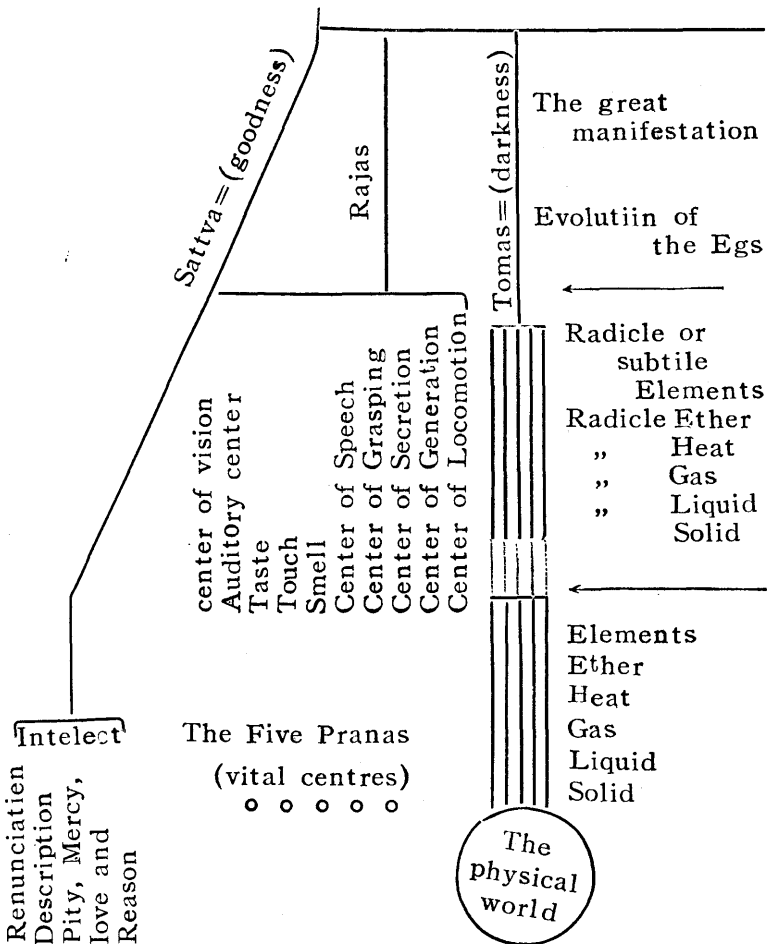 Sattva=(goodness)
Rajas
Tomas=(darkness)
The great
manifestation
Evolutiin of
the Egs
Radicle or
subtile
Elements
Radicle Ether
„ Heat
„ Gas
„ Liquid
Solid
center of vision
Auditory center
Taste
Touch
Smell
Center of Speech
Center of Grasping
Center of Secretion
Center of Generation
Center of Locomotion
Elements
Ether
Heat
Gas
Liquid
Solid
Intelect
Renunciatien
Description
Pity, Mercy,
love and
Reason
The Five Pranas
(vital centres)
The
physical
world